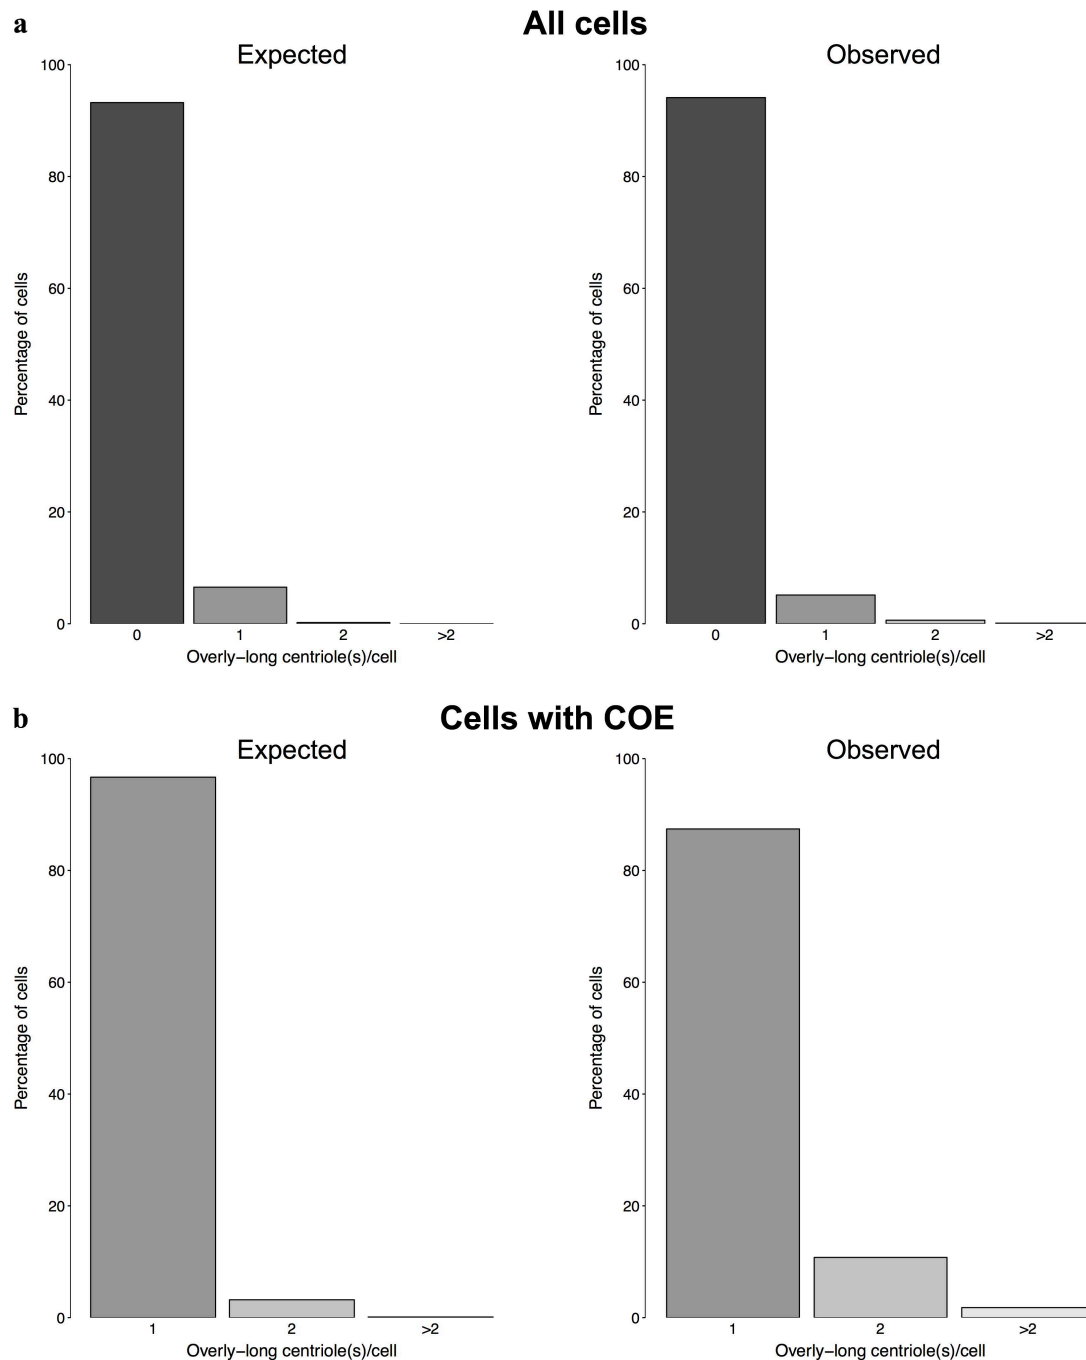 a
All cells
Expected
Observed
100
80
60
40
20
0
Percentage of cells
0 1 2 >2
Overly−long centriole(s)/cell
100
80
60
40
20
0
Percentage of cells
0 1 2 >2
Overly−long centriole(s)/cell
b
Cells with COE
Expected
Observed
100
80
60
40
20
0
Percentage of cells
1 2 >2
Overly−long centriole(s)/cell
100
80
60
40
20
0
Percentage of cells
1 2 >2
Overly−long centriole(s)/cell